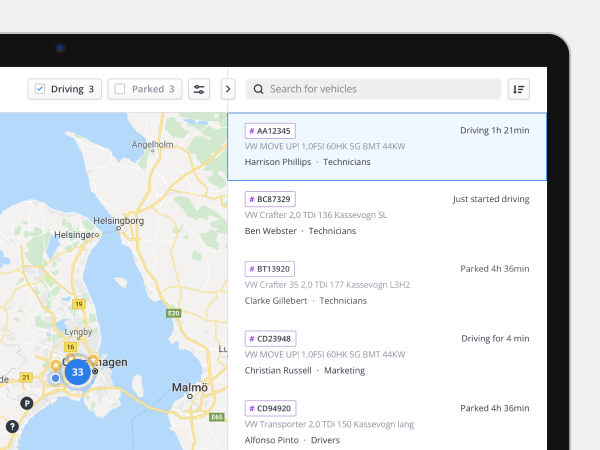 Driving 3
Parked 3
Search for vehicles
# AA12345
Driving 1h 21min
VW MOVE UP! 1,0FSI 60HK 5G BMT 44KW
Harrison Phillips · Technicians
# BC87329
Just started driving
VW Crafter 2,0 TDi 136 Kassevogn 5L
Ben Webster · Technicians
# BT13920
Parked 4h 36min
VW Crafter 35 2,0 TDi 177 Kassevogn L3H2
Clarke Gillebert · Technicians
# CD23948
Driving for 4 min
VW MOVE UP! 1,0FSI 60HK 5G BMT 44KW
Christian Russell · Marketing
# CD94920
Parked 4h 36min
VW Transporter 2,0 TDi 150 Kassevogn lang
Alfonso Pinto · Drivers
Ängelholm
Helsingborg
Helsingør
19
E20
Lyngby
16
33
21
Malmö
P
E65
?